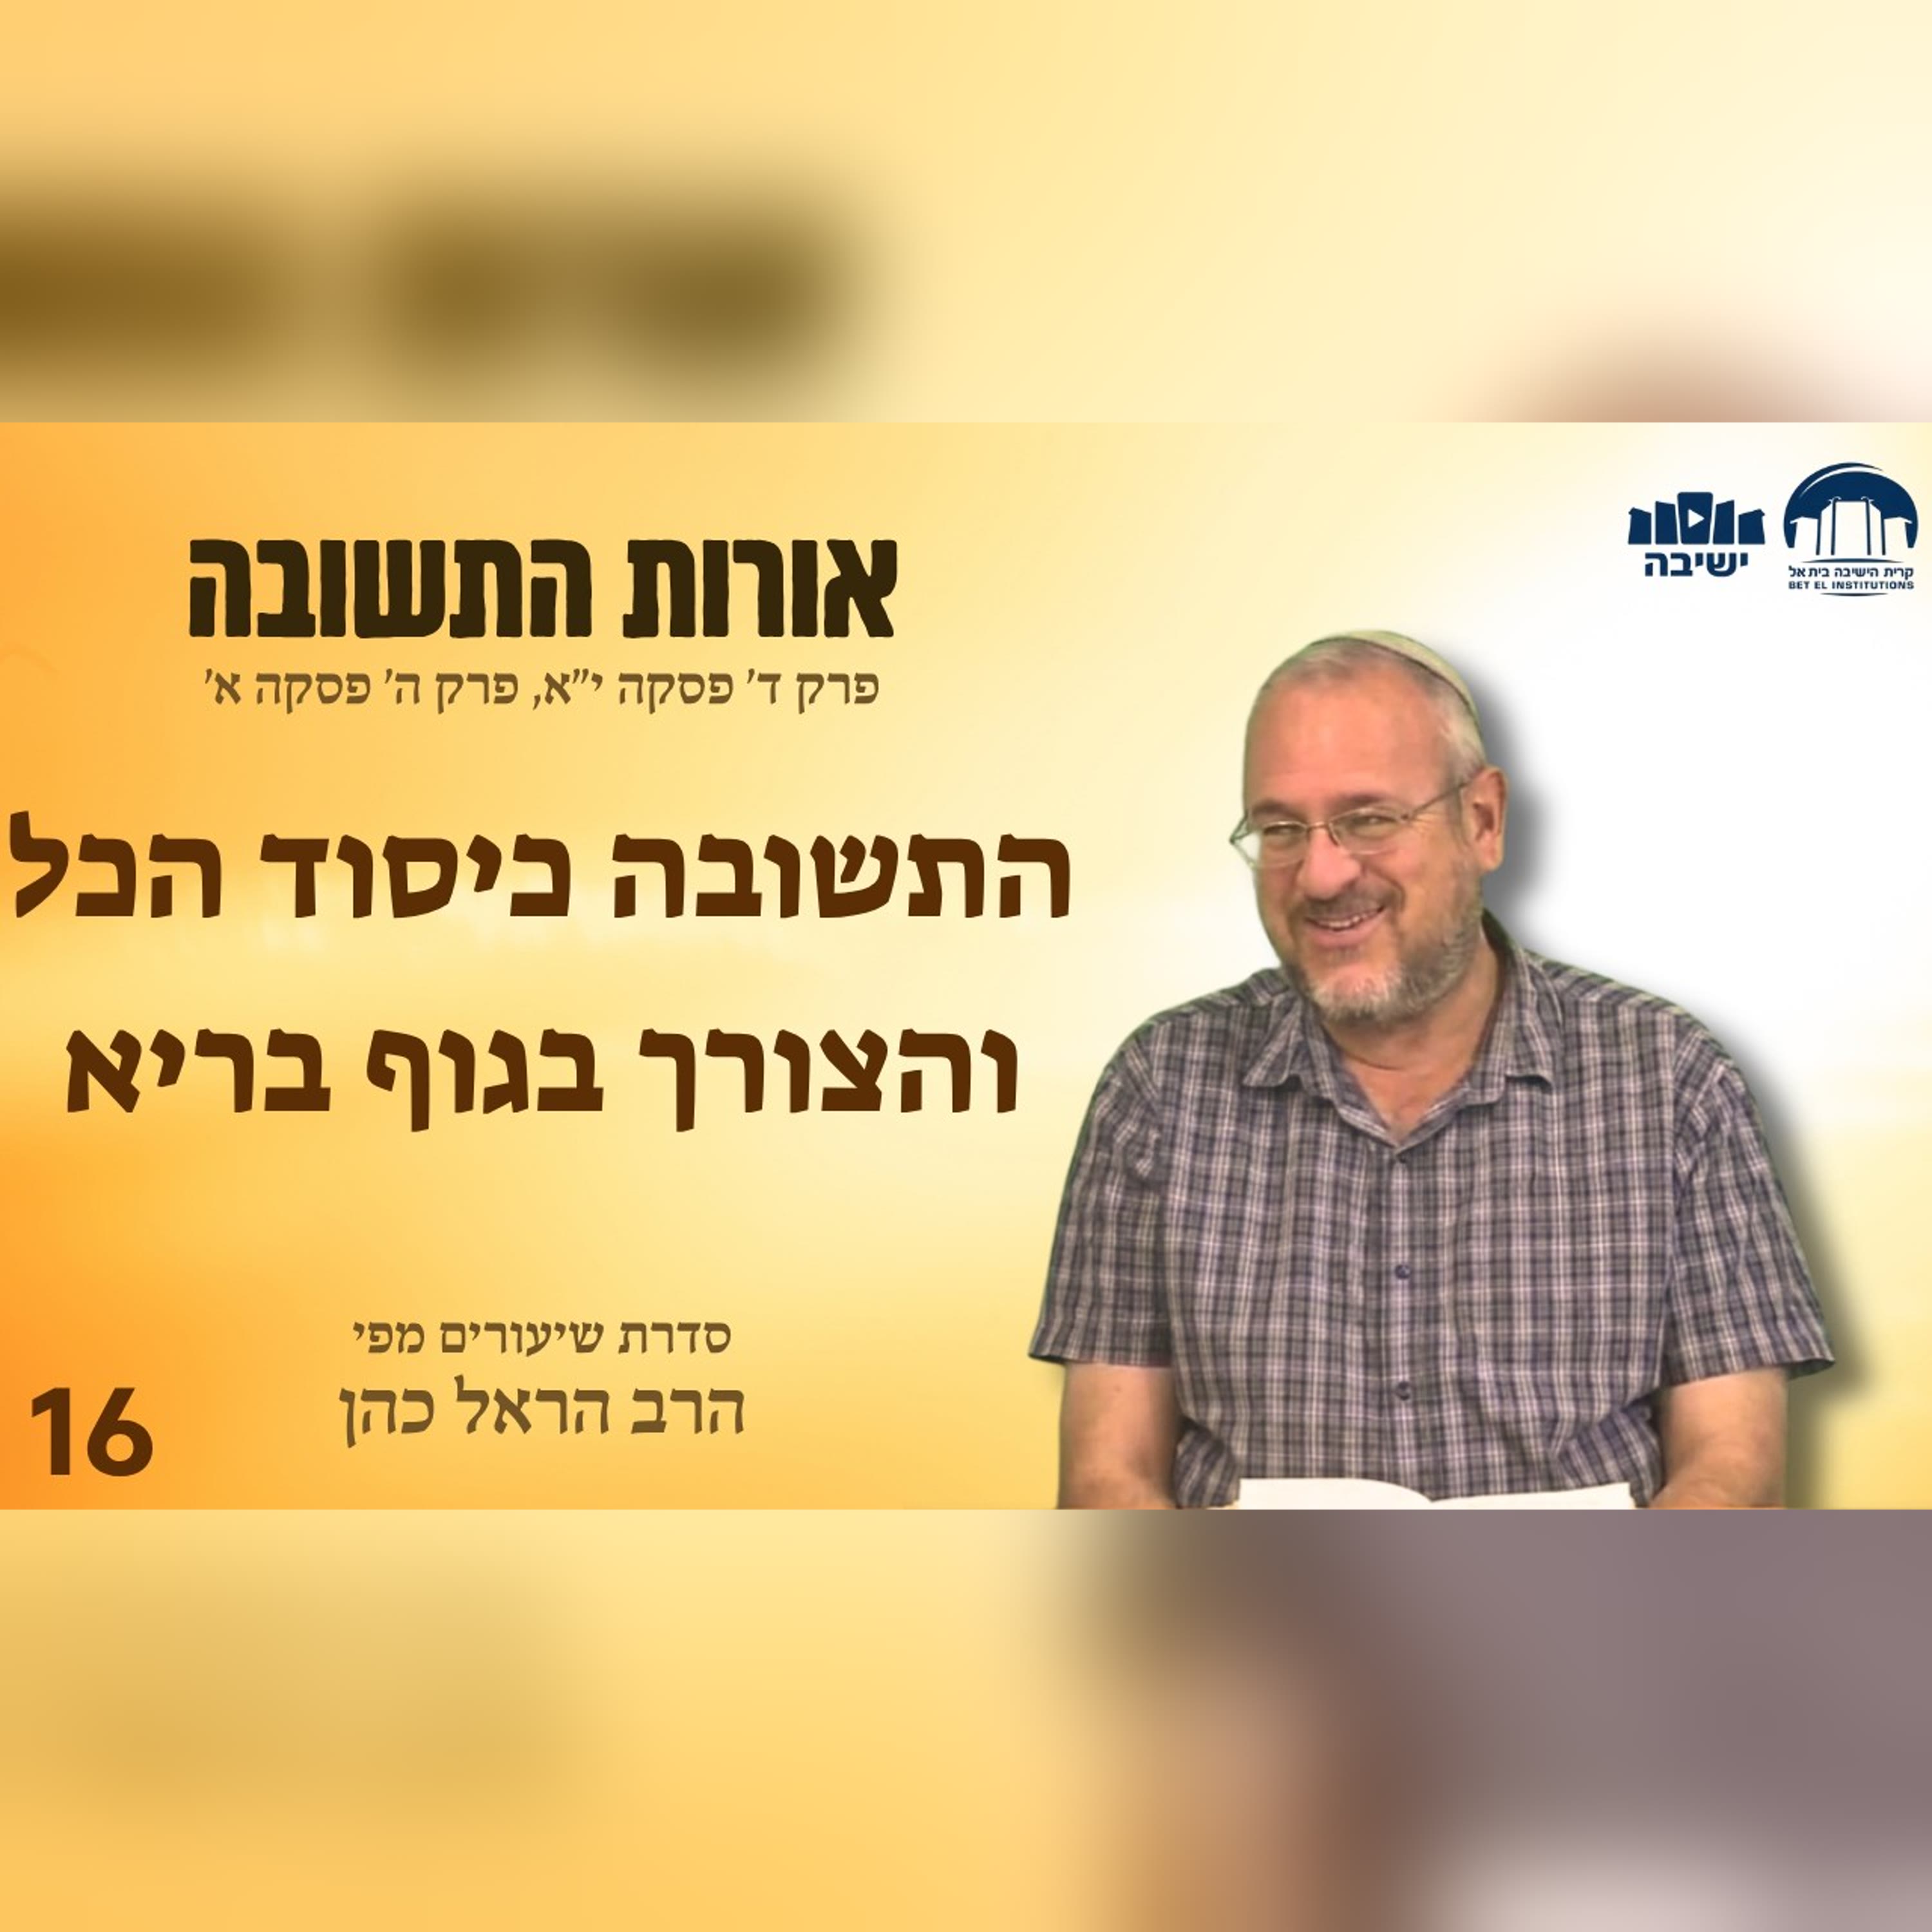 אורות התשובה
פרק ד' פסקה י"א, פרק ה' פסקה א'
התשובה כיסוד הכל
והצורך בגוף בריא
סדרת שיעורים מפי
הרב הראל כהן
16
ישיבה
קרית הישיבה בית אל
BET EL INSTITUTIONS